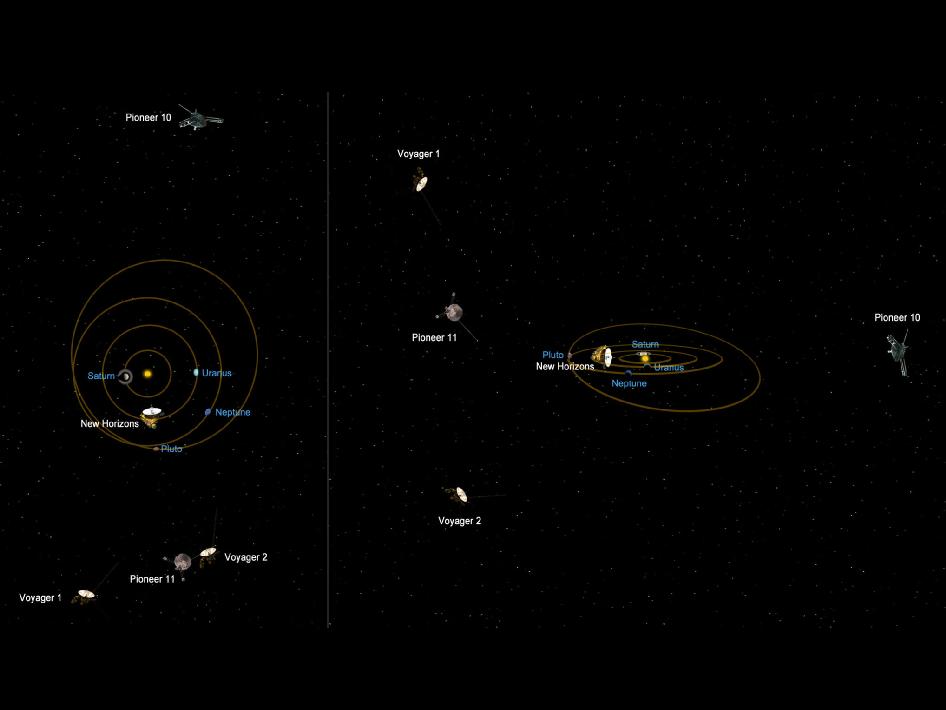 Pioneer 10
Saturn
Uranus
Neptune
New Horizons
Pluto
Voyager 2
Pioneer 11
Voyager 1
Voyager 1
Pioneer 11
Pioneer 10
Saturn
Pluto
New Horizons
Uranus
Neptune
Voyager 2